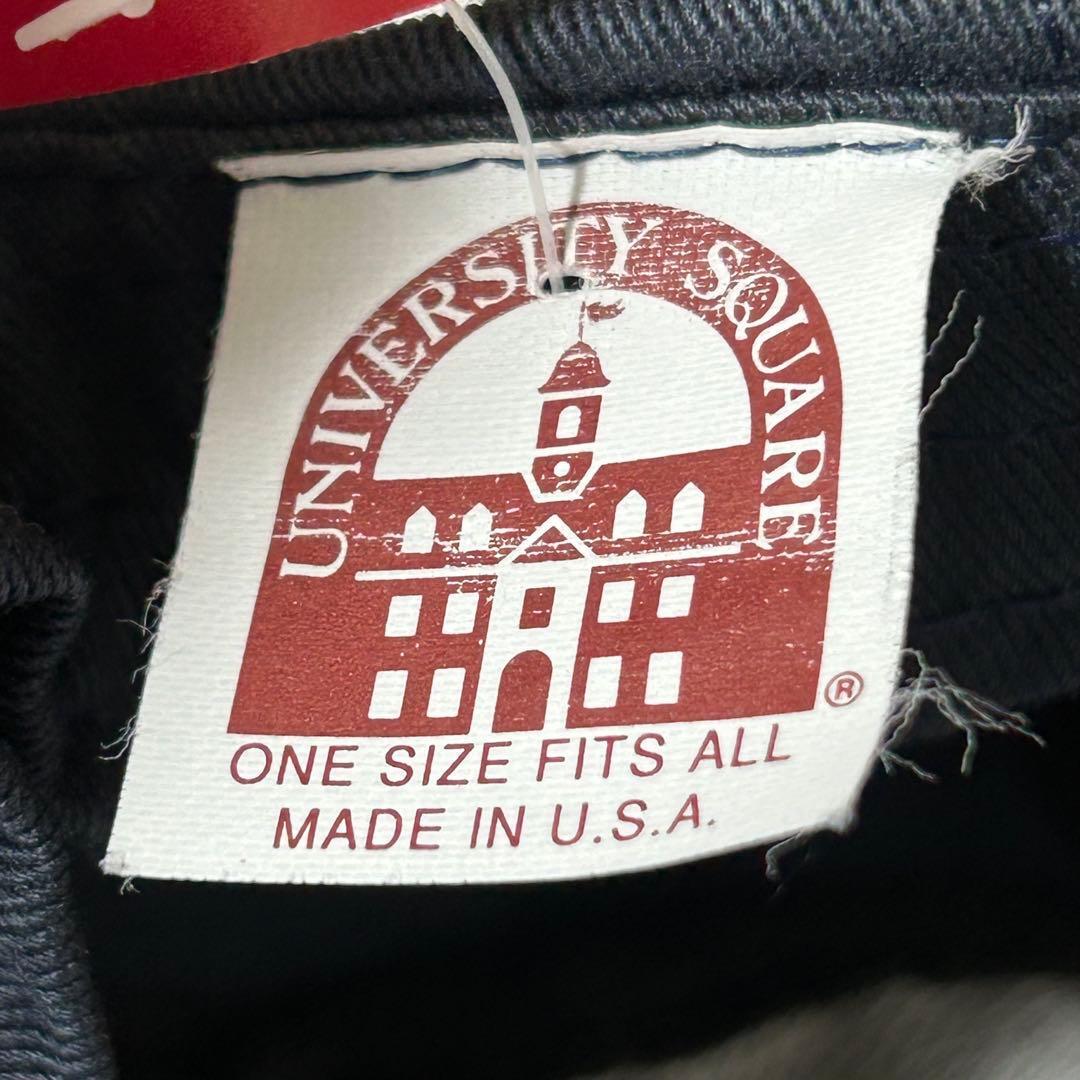 UNIVERSITY SQUARE
®
ONE SIZE FITS ALL
MADE IN U.S.A.